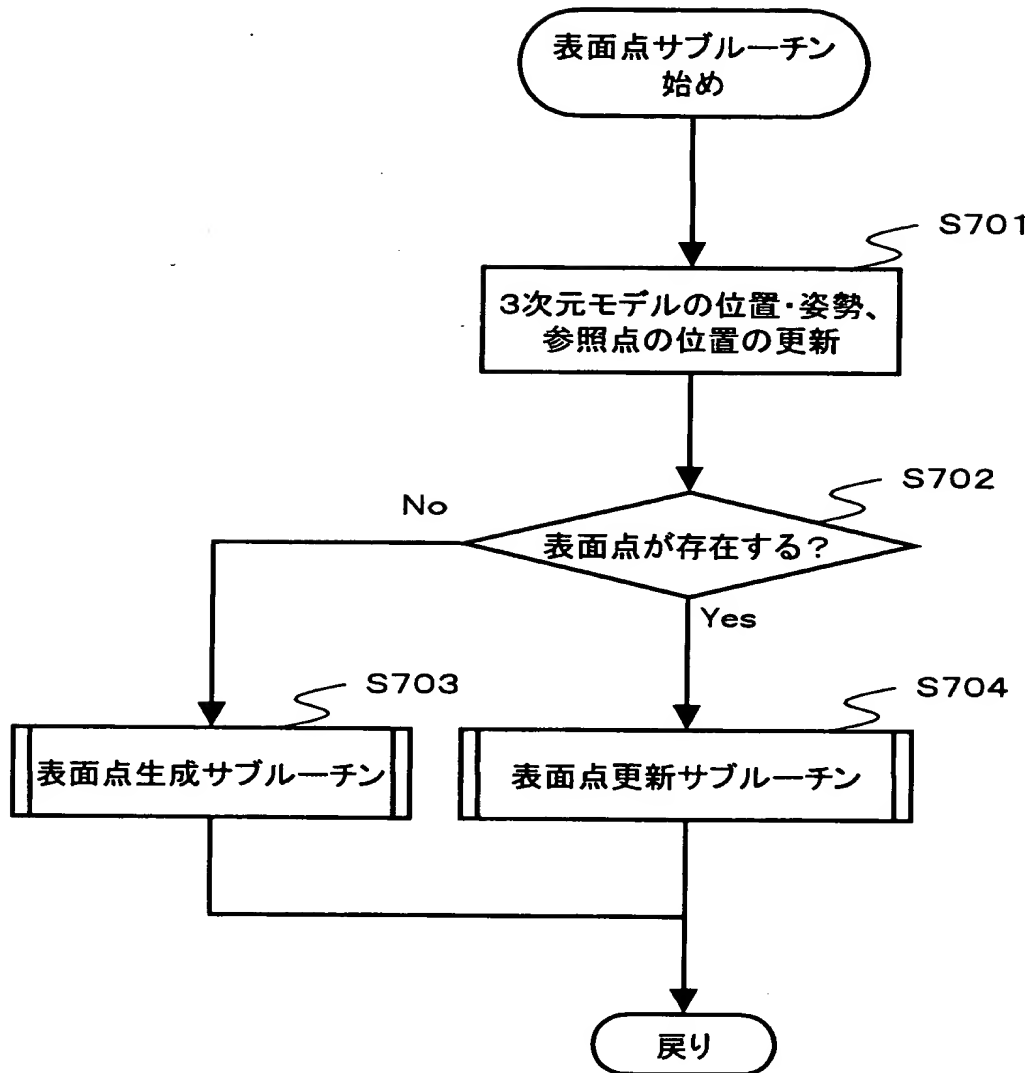 表面点サブルーチン
始め
S701
3次元モデルの位置・姿勢、
参照点の位置の更新
S702
No
表面点が存在する?
Yes
S703
S704
表面点生成サブルーチン
表面点更新サブルーチン
戻り